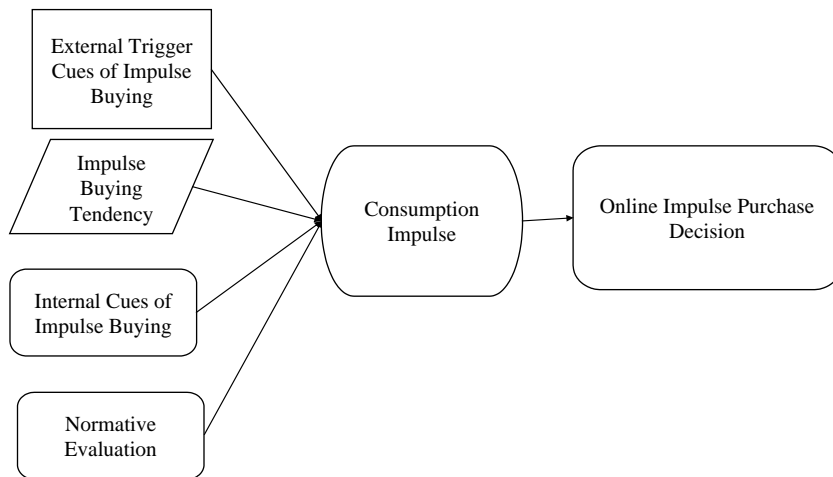 External Trigger
Cues of Impulse
Buying
Impulse
Buying
Tendency
Internal Cues of
Impulse Buying
Normative
Evaluation
Consumption
Impulse
Online Impulse Purchase
Decision